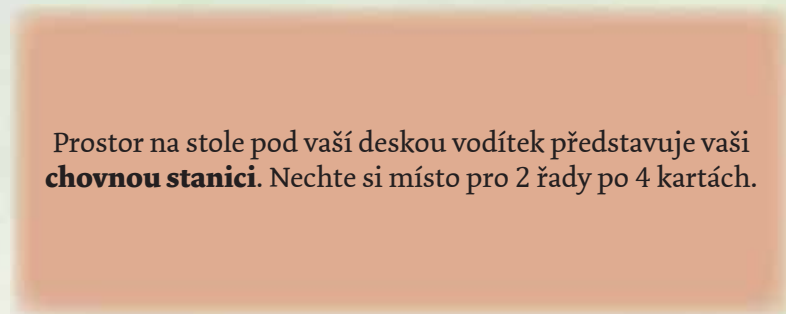 Prostor na stole pod vaší deskou vodítek představuje vaši
chovnou stanici. Nechte si místo pro 2 řady po 4 kartách.